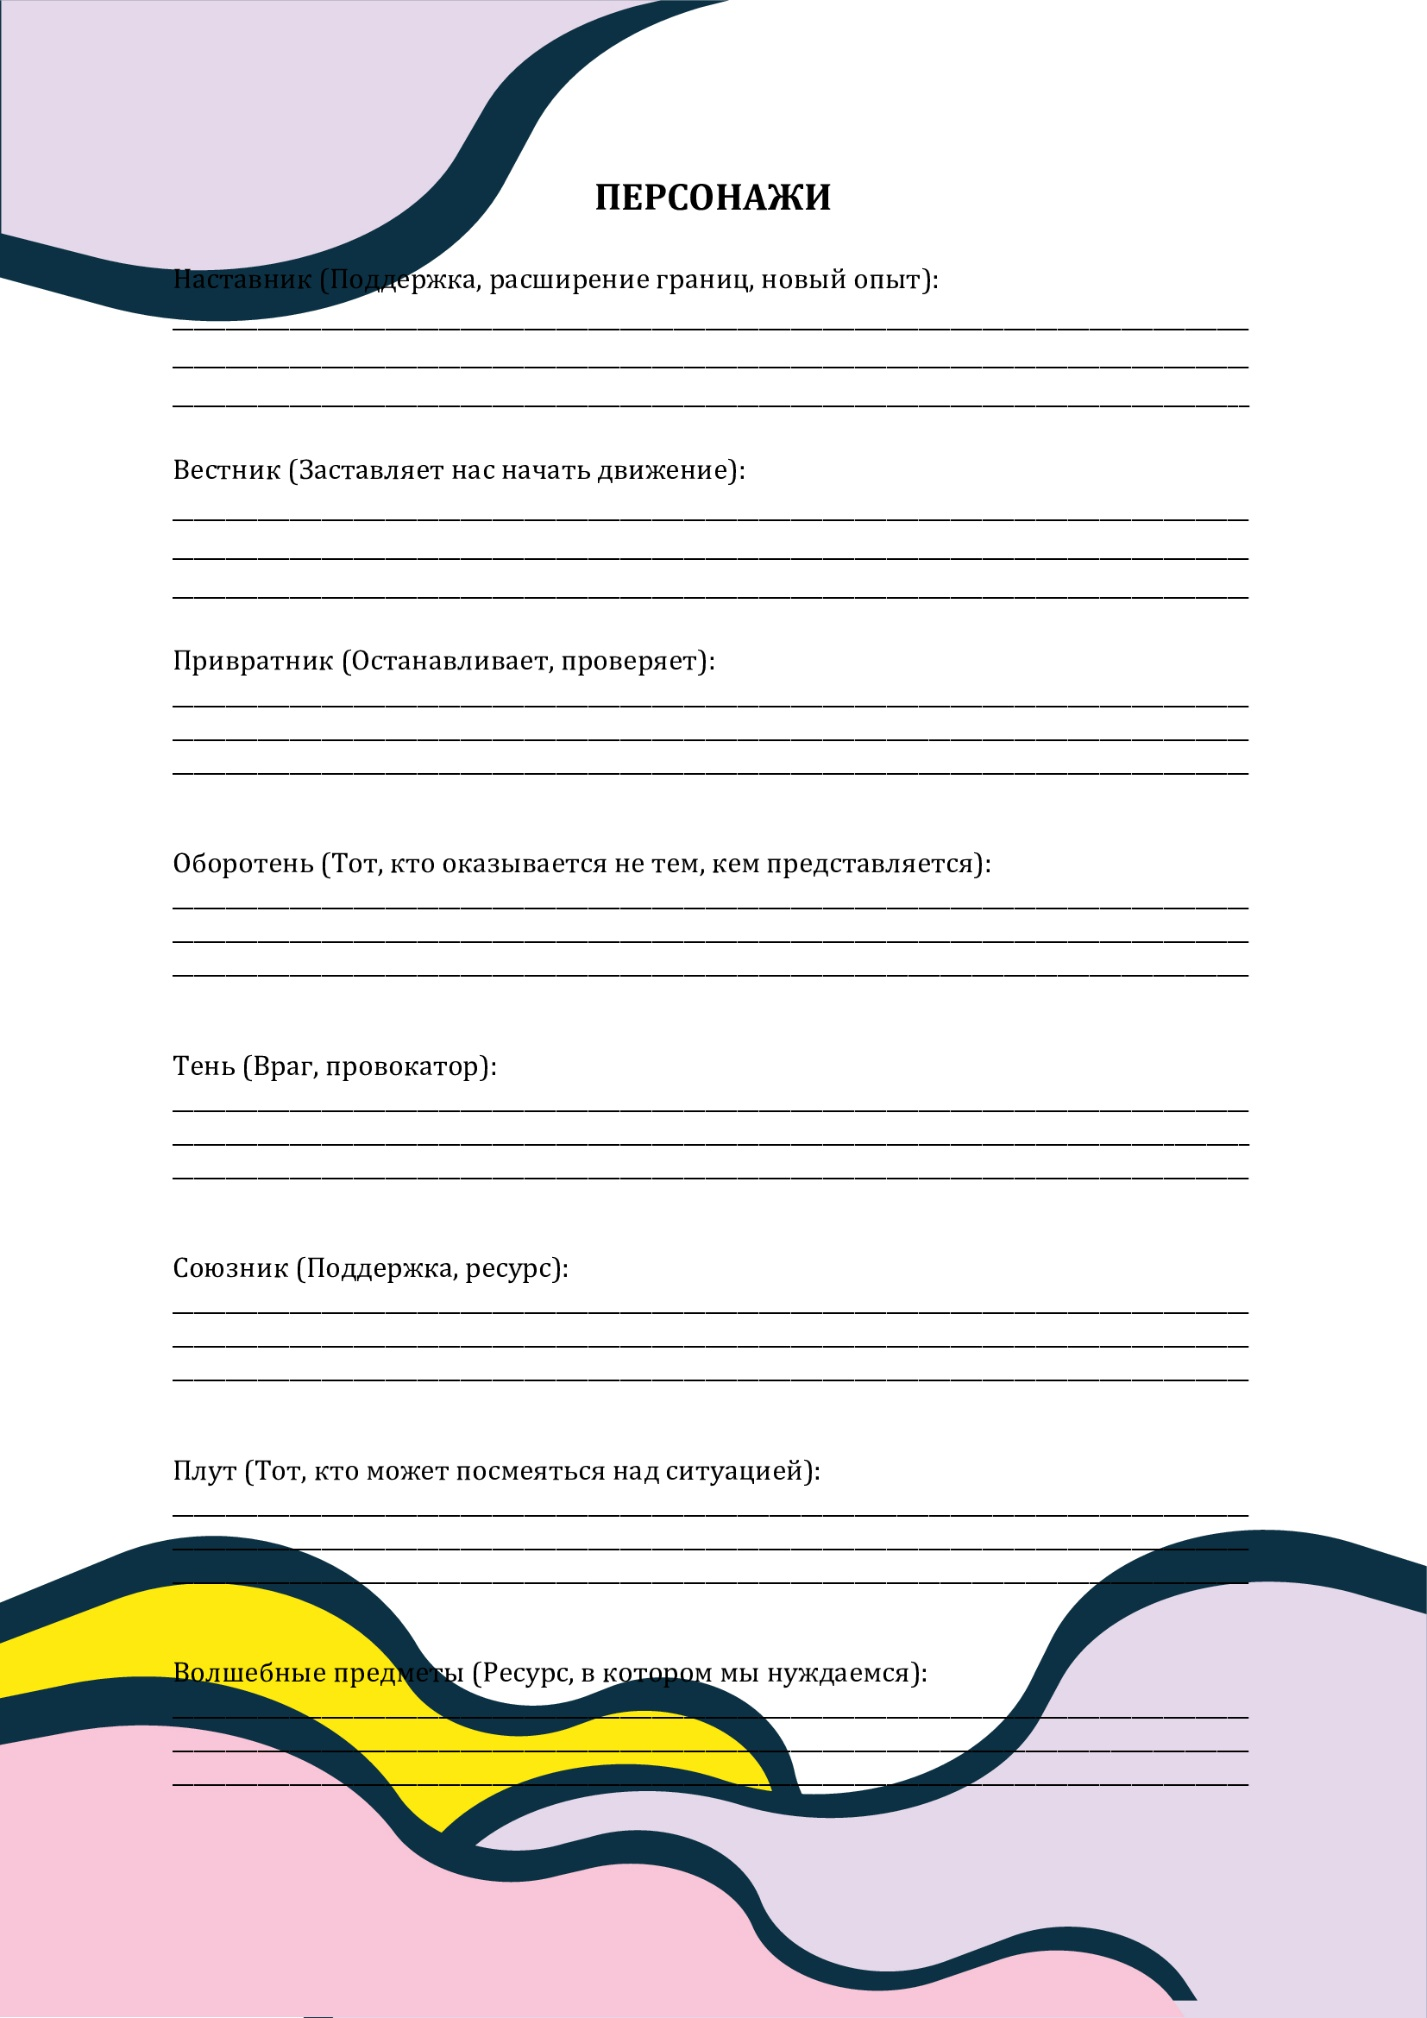 ПЕРСОНАЖИ
Наставник (Поддержка, расширение границ, новый опыт):
Вестник (Заставляет нас начать движение):
Привратник (Останавливает, проверяет):
Оборотень (Тот, кто оказывается не тем, кем представляется):
Тень (Враг, провокатор):
Союзник (Поддержка, ресурс):
Плут (Тот, кто может посмеяться над ситуацией):
Волшебные предметы (Ресурс, в котором мы нуждаемся):